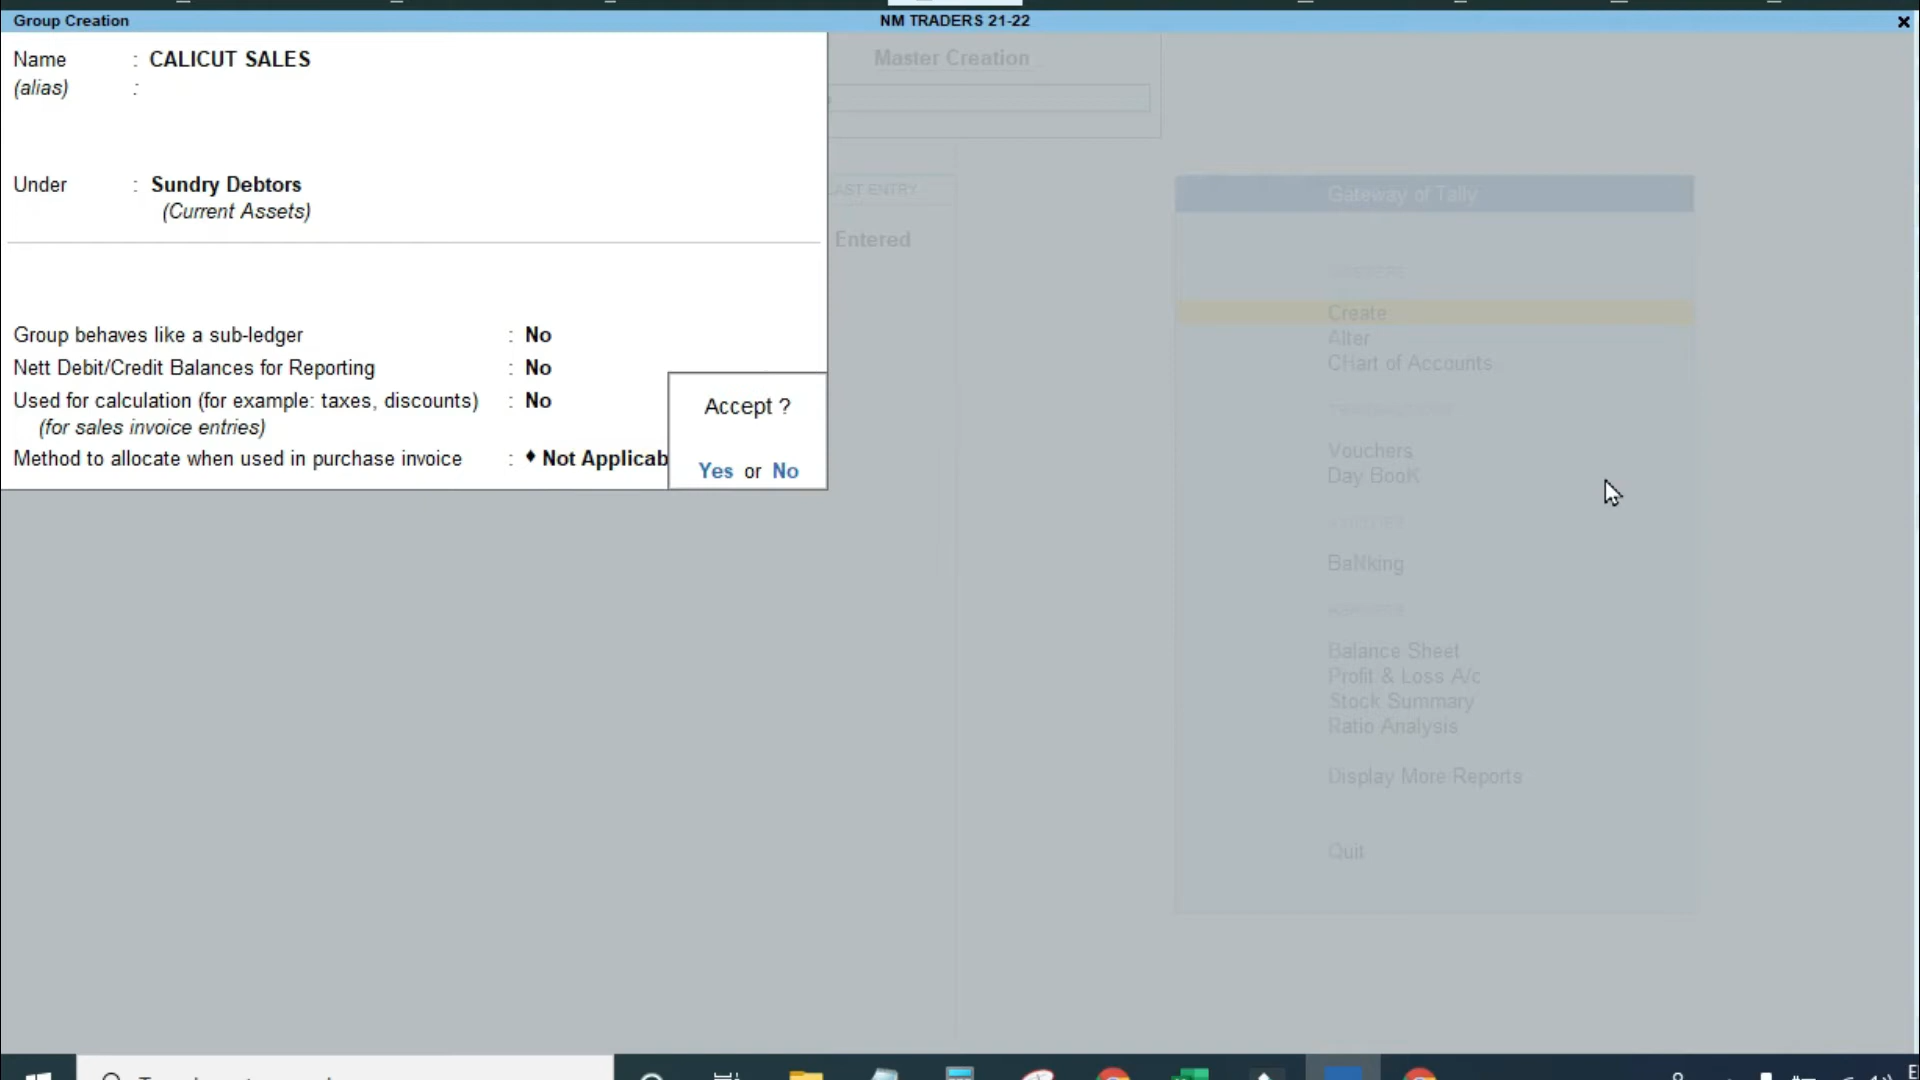 Group Creation
NM TRADERS 21-22
Name : CALICUT SALES
(alias) :
Under : Sundry Debtors
(Current Assets)
Group behaves like a sub-ledger : No
Nett Debit/Credit Balances for Reporting : No
Used for calculation (for example: taxes, discounts) : No
(for sales invoice entries)
Method to allocate when used in purchase invoice : ♦ Not Applicab
Accept ?
Yes or No
Master Creation
LAST ENTRY
Entered
Gateway of Tally
Create
Alter
CHart of Accounts
TRANSACTIONS
Vouchers
Day BooK
BaNking
REPORTS
Balance Sheet
Profit & Loss A/c
Stock Summary
Ratio Analysis
Display More Reports
Quit